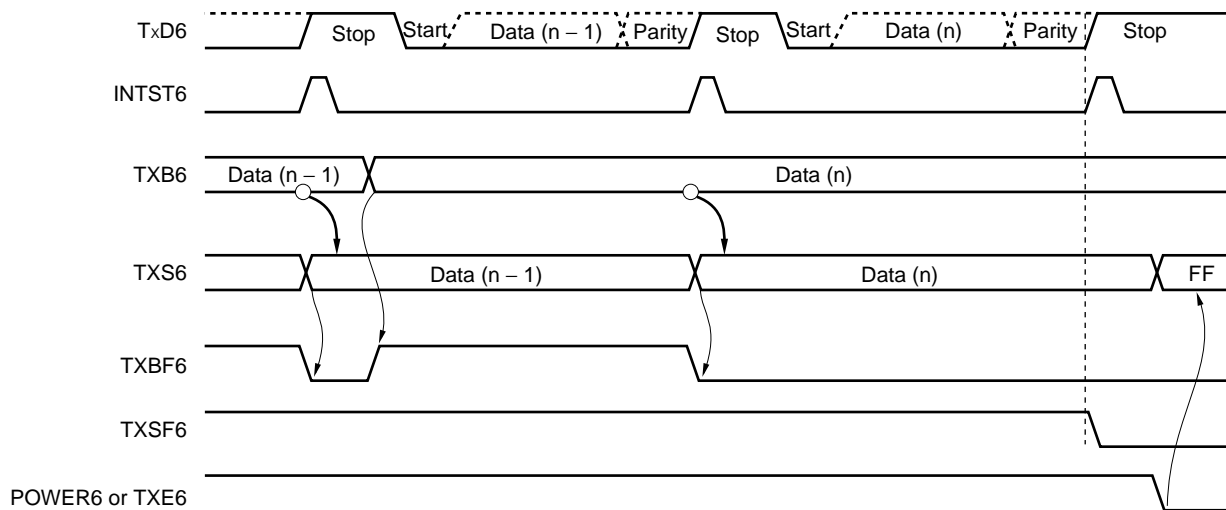 TxD6 Stop Start Data (n – 1) Parity Stop Start Data (n) Parity Stop
INTST6
TXB6 Data (n – 1) Data (n)
TXS6 Data (n – 1) Data (n) FF
TXBF6
TXSF6
POWER6 or TXE6